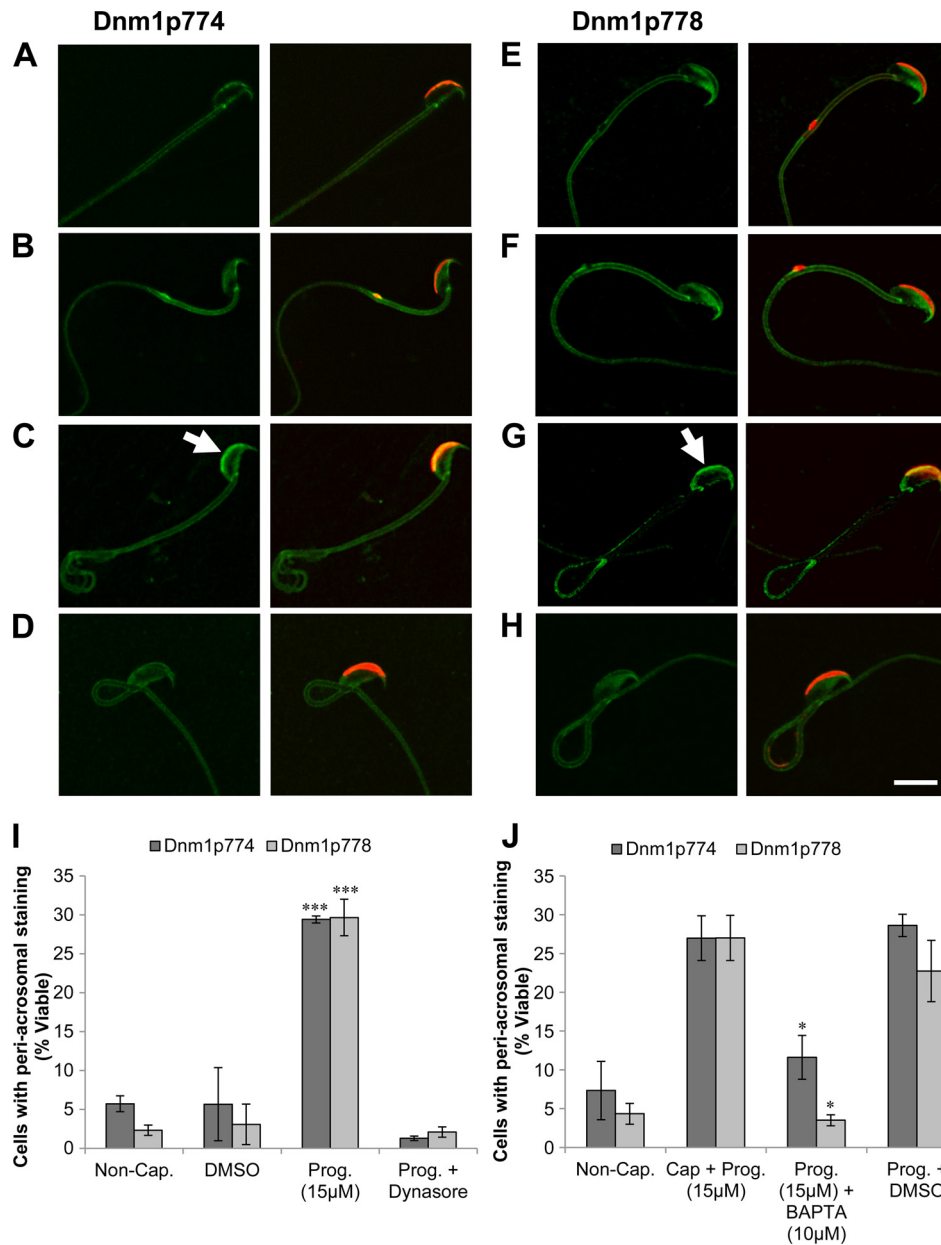 Dnm1p774
Dnm1p778
A
E
B
F
C
G
D
H
I
■Dnm1p774 ■Dnm1p778
Cells with peri-acrosomal staining
(% Viable)
35
30
25
20
15
10
5
0
***
***
Non-Cap.
DMSO
Prog.
(15μM)
Prog. +
Dynasore
J
■Dnm1p774 ■Dnm1p778
Cells with peri-acrosomal staining
(% Viable)
35
30
25
20
15
10
5
0
*
*
Non-Cap.
Cap + Prog.
(15μM)
Prog.
(15μM) +
BAPTA
(10μM)
Prog. +
DMSO